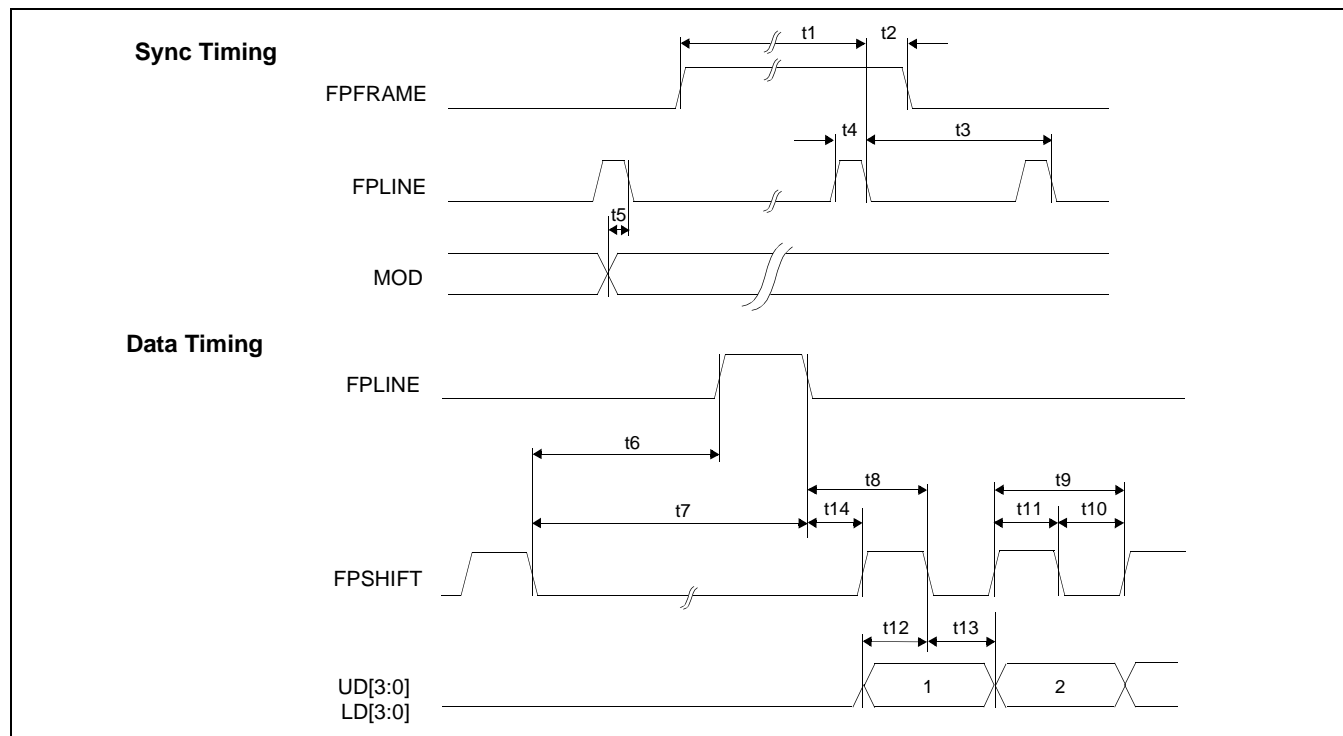 Sync Timing
t1
t2
FPFRAME
t4
t3
FPLINE
t5
MOD
Data Timing
FPLINE
t6
t8
t9
t7
t14
t11
t10
FPSHIFT
t12
t13
UD[3:0]
LD[3:0]
1
2